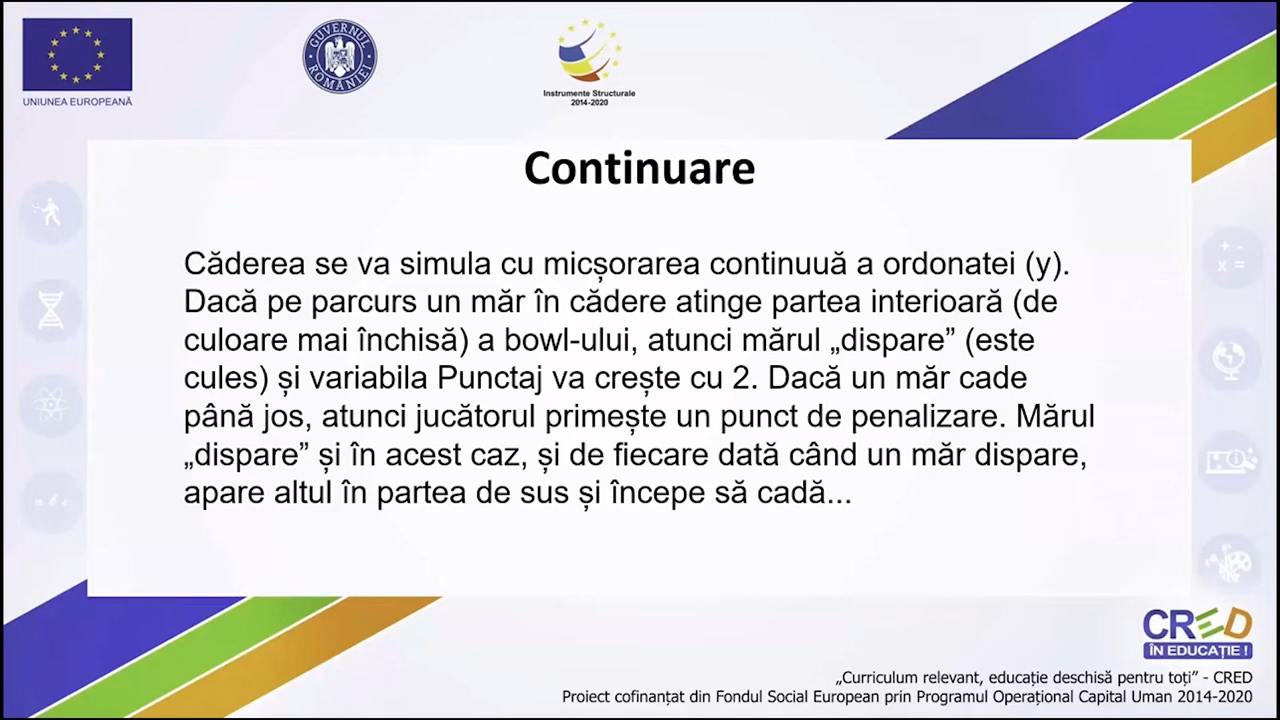 UNIUNEA EUROPEANĂ
GUVERNUL ROMÂNIEI
Instrumente Structurale
2014-2020
Continuare
Căderea se va simula cu micșorarea continuuă a ordonatei (y).
Dacă pe parcurs un măr în cădere atinge partea interioară (de
culoare mai închisă) a bowl-ului, atunci mărul „dispare” (este
cules) și variabila Punctaj va crește cu 2. Dacă un măr cade
până jos, atunci jucătorul primește un punct de penalizare. Mărul
„dispare” și în acest caz, și de fiecare dată când un măr dispare,
apare altul în partea de sus și începe să cadă...
+ -
x =
a b c
CRED
ÎN EDUCAȚIE !
„Curriculum relevant, educație deschisă pentru toți” - CRED
Proiect cofinanțat din Fondul Social European prin Programul Operațional Capital Uman 2014-2020